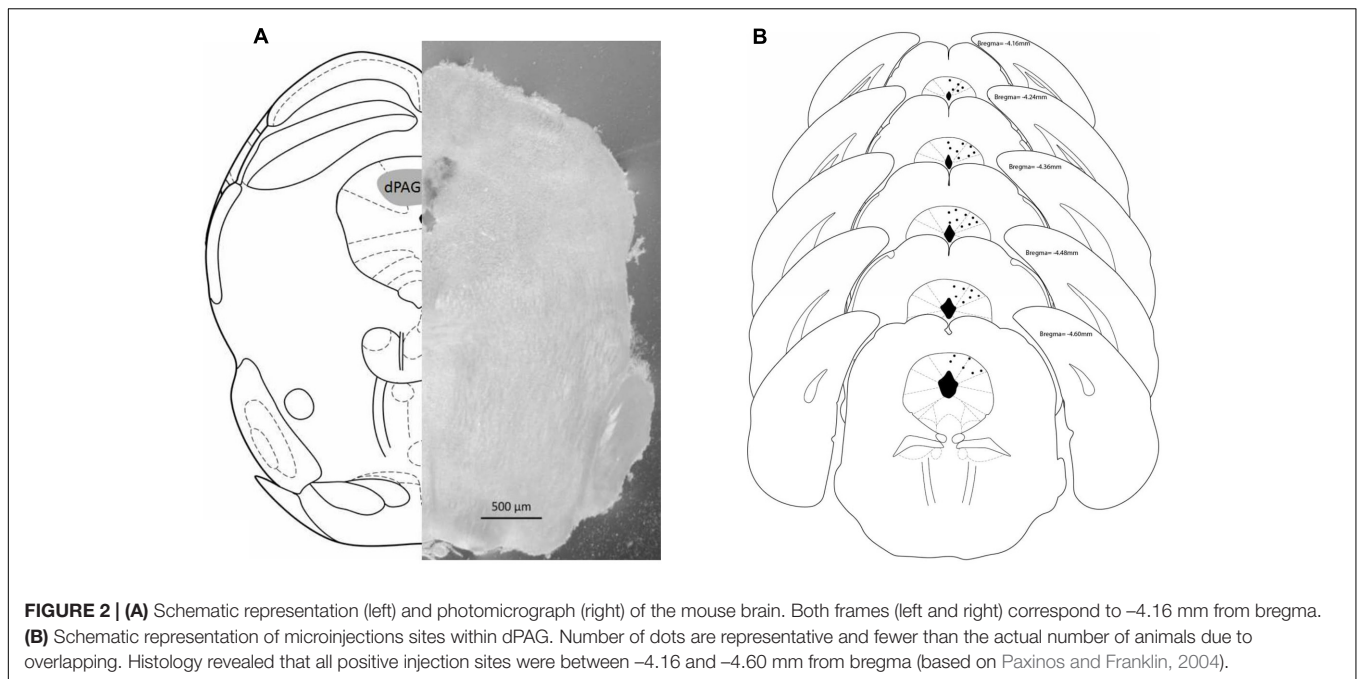 A
B
dPAG
500 µm
Bregma= -4.16mm
Bregma= -4.24mm
Bregma= -4.36mm
Bregma= -4.48mm
Bregma= -4.60mm
FIGURE 2 | (A) Schematic representation (left) and photomicrograph (right) of the mouse brain. Both frames (left and right) correspond to –4.16 mm from bregma.
(B) Schematic representation of microinjections sites within dPAG. Number of dots are representative and fewer than the actual number of animals due to
overlapping. Histology revealed that all positive injection sites were between –4.16 and –4.60 mm from bregma (based on Paxinos and Franklin, 2004).